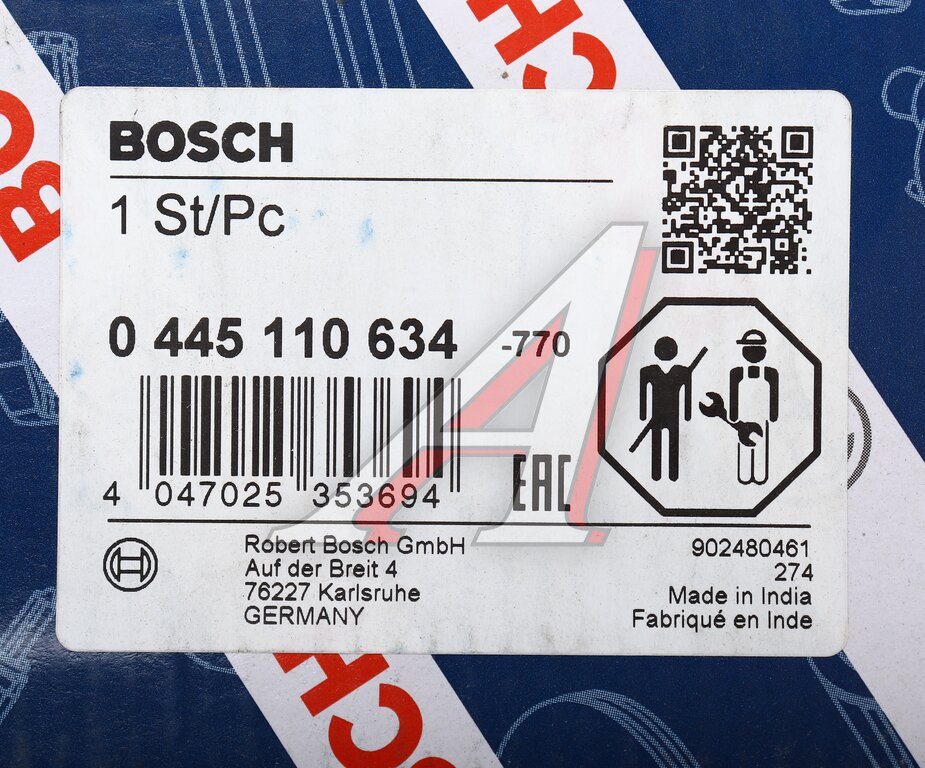 BOSCH
1 St/Pc
0 445 110 634 -770
4 047025 353694
EAC
Robert Bosch GmbH
Auf der Breit 4
76227 Karlsruhe
GERMANY
902480461
274
Made in India
Fabriqué en Inde